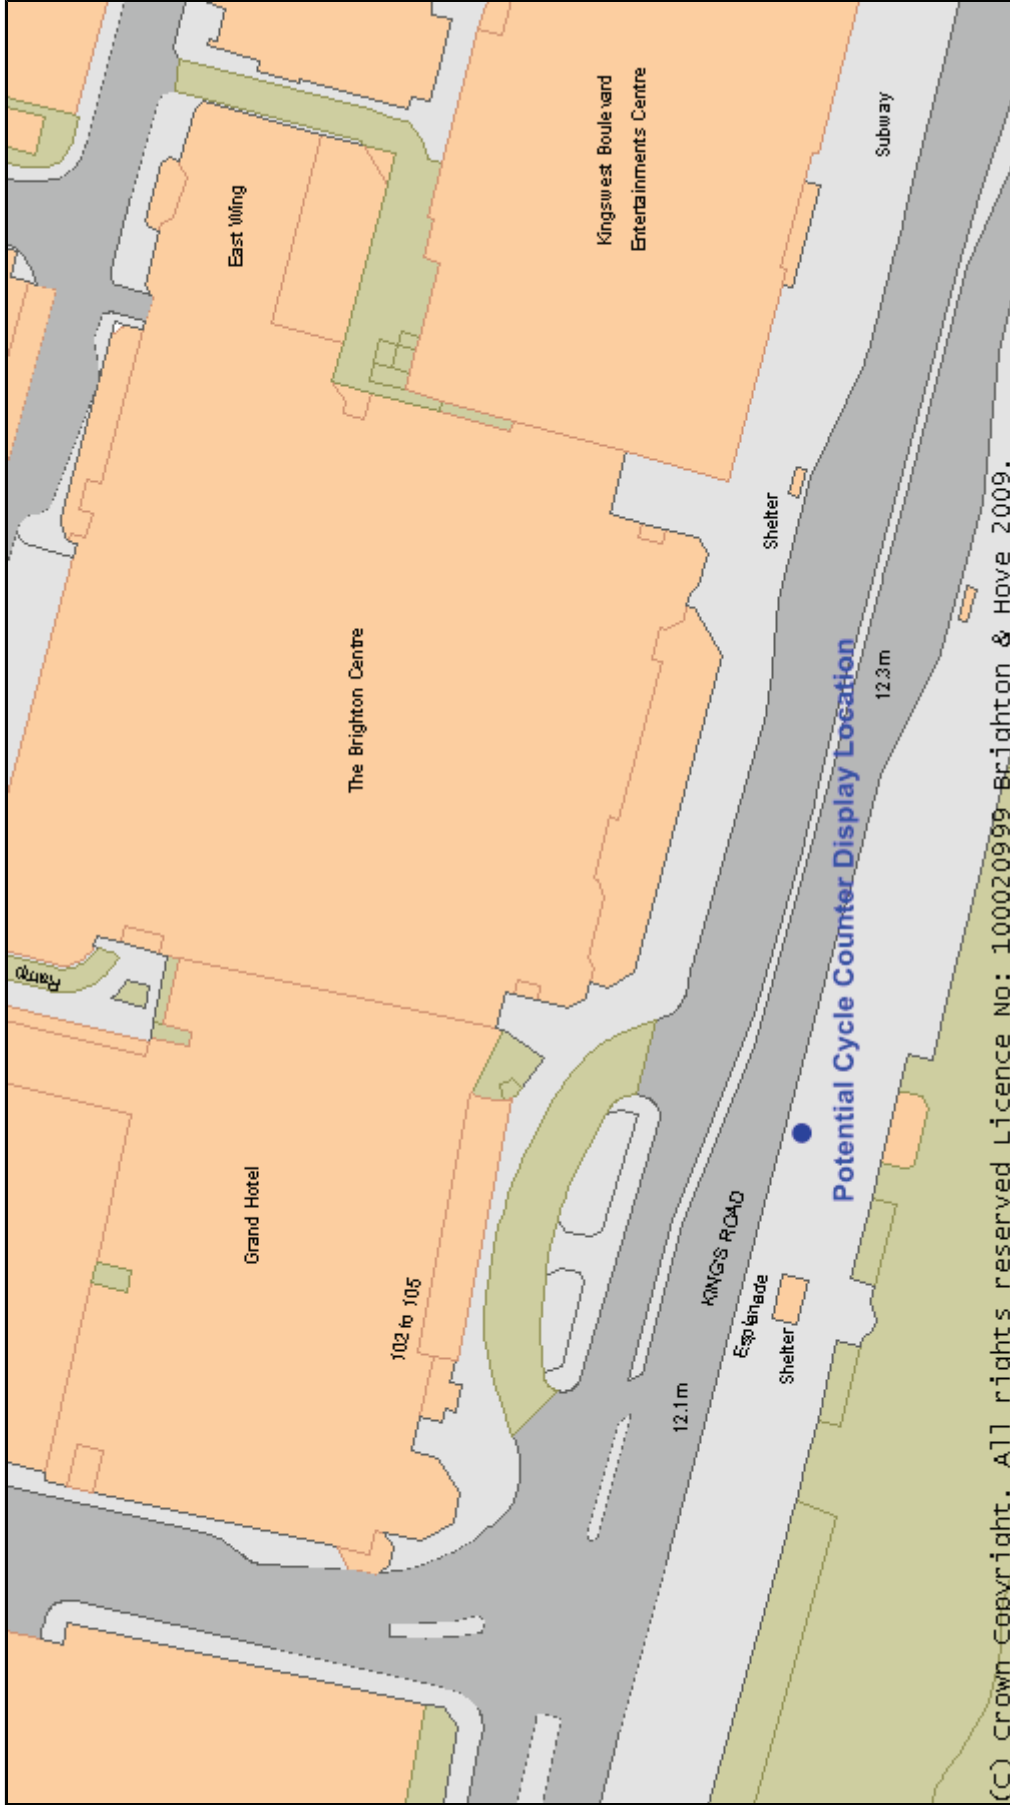 Ramp
East Wing
Kingswest Boulevard
Entertainments Centre
Subway
The Brighton Centre
Grand Hotel
102 to 105
Shelter
12.3m
Potential Cycle Counter Display Location
KING'S ROAD
Esplanade
Shelter
12.1m
(C) Crown Copyright. All rights reserved Licence No: 100020999 Brighton & Hove 2009.